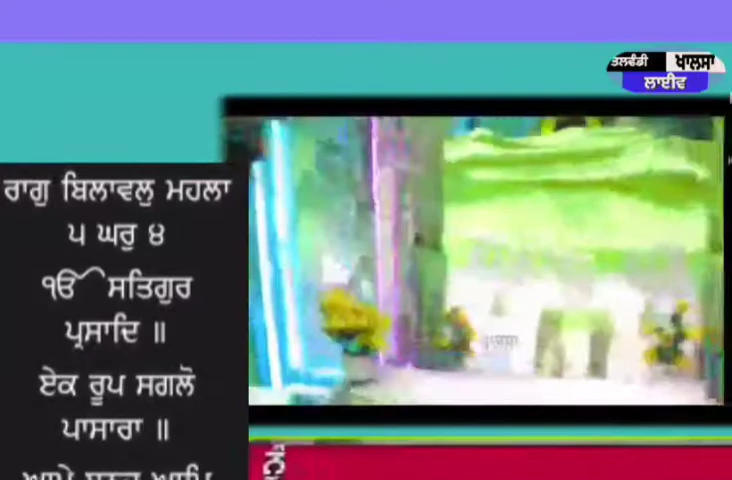 ਤਲਵੰਡੀ ਖਾਲਸਾ
ਲਾਈਵ
ਰਾਗੁ ਬਿਲਾਵਲੁ ਮਹਲਾ
੫ ਘਰੁ ੪
ੴ ਸਤਿਗੁਰ
ਪ੍ਰਸਾਦਿ ॥
ਏਕ ਰੂਪ ਸਗਲੋ
ਪਾਸਾਰਾ ॥